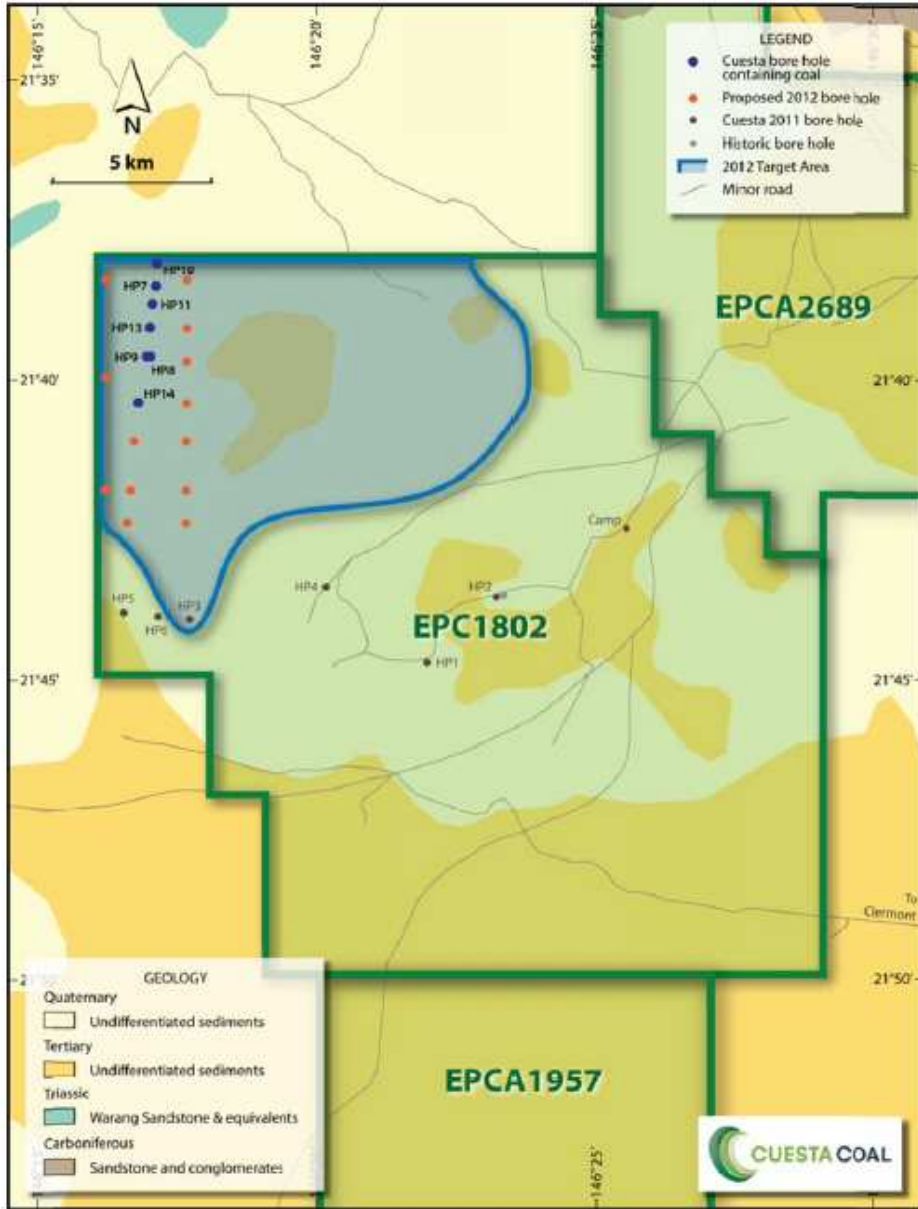 146°15'
146°20'
146°25'
21°35'
N
5 km
LEGEND
Cuesta bore hole
containing coal
Proposed 2012 bore hole
Cuesta 2011 bore hole
Historic bore hole
2012 Target Area
Minor road
HP10
HP7
HP11
HP13
HP9
HP8
HP14
EPCA2689
21°40'
21°40'
Camp
HP4
HP2
HP5
HP6
HP3
EPC1802
HP1
21°45'
21°45'
To
Clermont
21°50'
GEOLOGY
Quaternary
Undifferentiated sediments
Tertiary
Undifferentiated sediments
Triassic
Warang Sandstone & equivalents
Carboniferous
Sandstone and conglomerates
EPCA1957
146°25'
CUESTA COAL